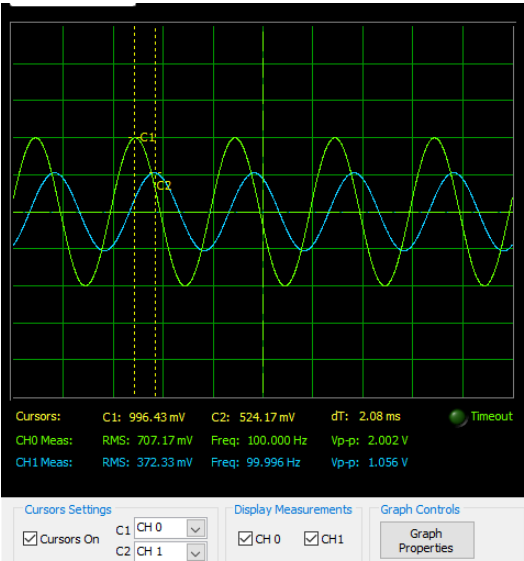 C1
C2
Cursors: C1: 996.43 mV C2: 524.17 mV dT: 2.08 ms Timeout
CH0 Meas: RMS: 707.17 mV Freq: 100.000 Hz Vp-p: 2.002 V
CH1 Meas: RMS: 372.33 mV Freq: 99.996 Hz Vp-p: 1.056 V
Cursors Settings Display Measurements Graph Controls
Cursors On C1 CH 0 CH 0 CH1 Graph Properties
C2 CH 1